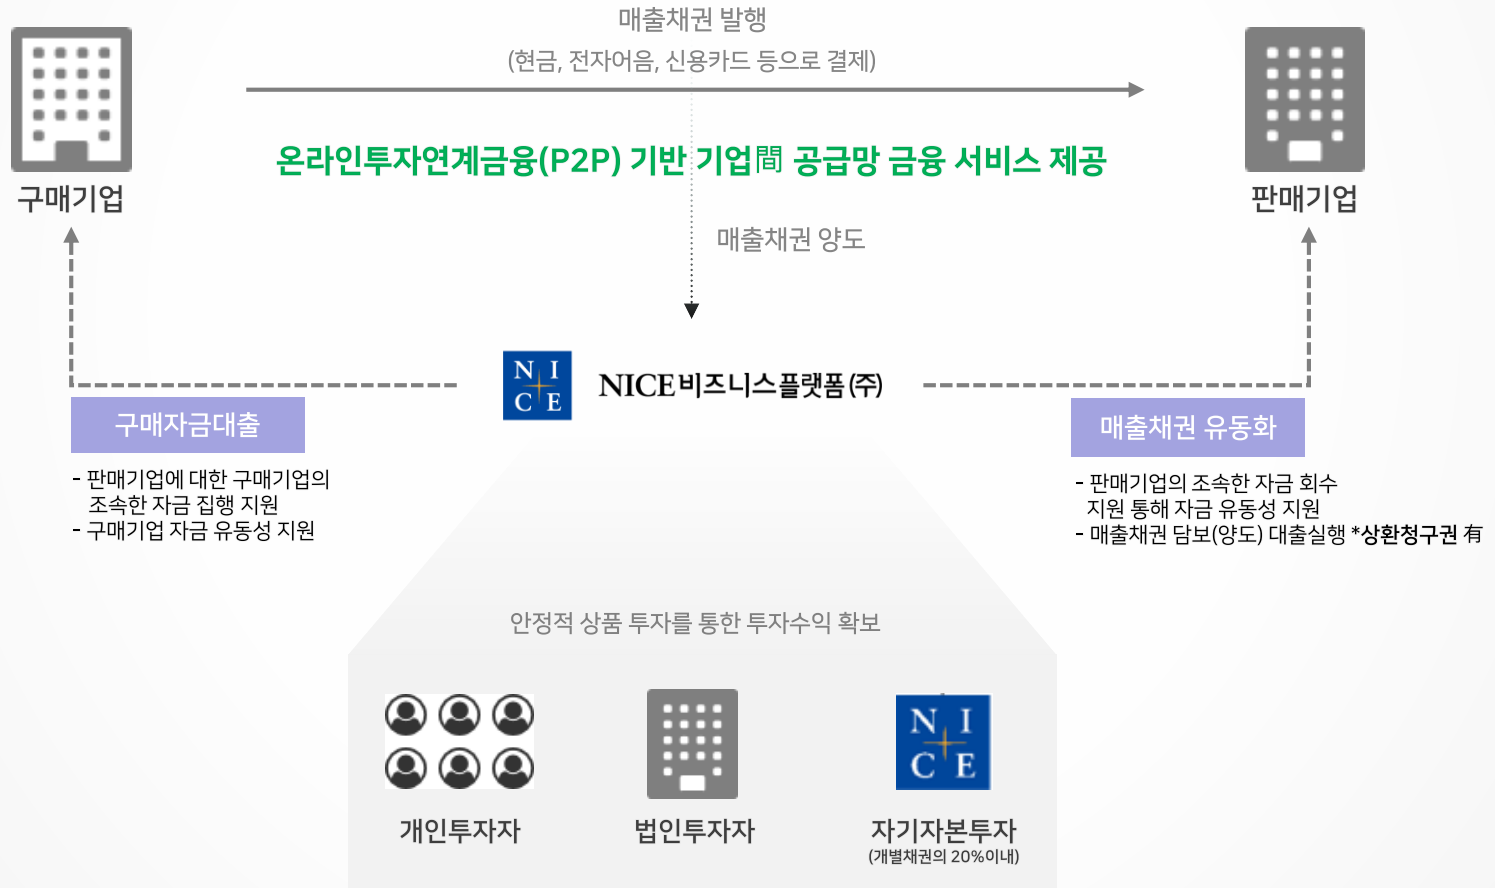 매출채권 발행
(현금, 전자어음, 신용카드 등으로 결제)
온라인투자연계금융(P2P) 기반 기업間 공급망 금융 서비스 제공
구매기업
판매기업
매출채권 양도
N I
C E
NICE비즈니스플랫폼(주)
구매자금대출
- 판매기업에 대한 구매기업의
조속한 자금 집행 지원
- 구매기업 자금 유동성 지원
매출채권 유동화
- 판매기업의 조속한 자금 회수
지원 통해 자금 유동성 지원
- 매출채권 담보(양도) 대출실행 *상환청구권 有
안정적 상품 투자를 통한 투자수익 확보
N I
C E
개인투자자
법인투자자
자기자본투자
(개별채권의 20%이내)